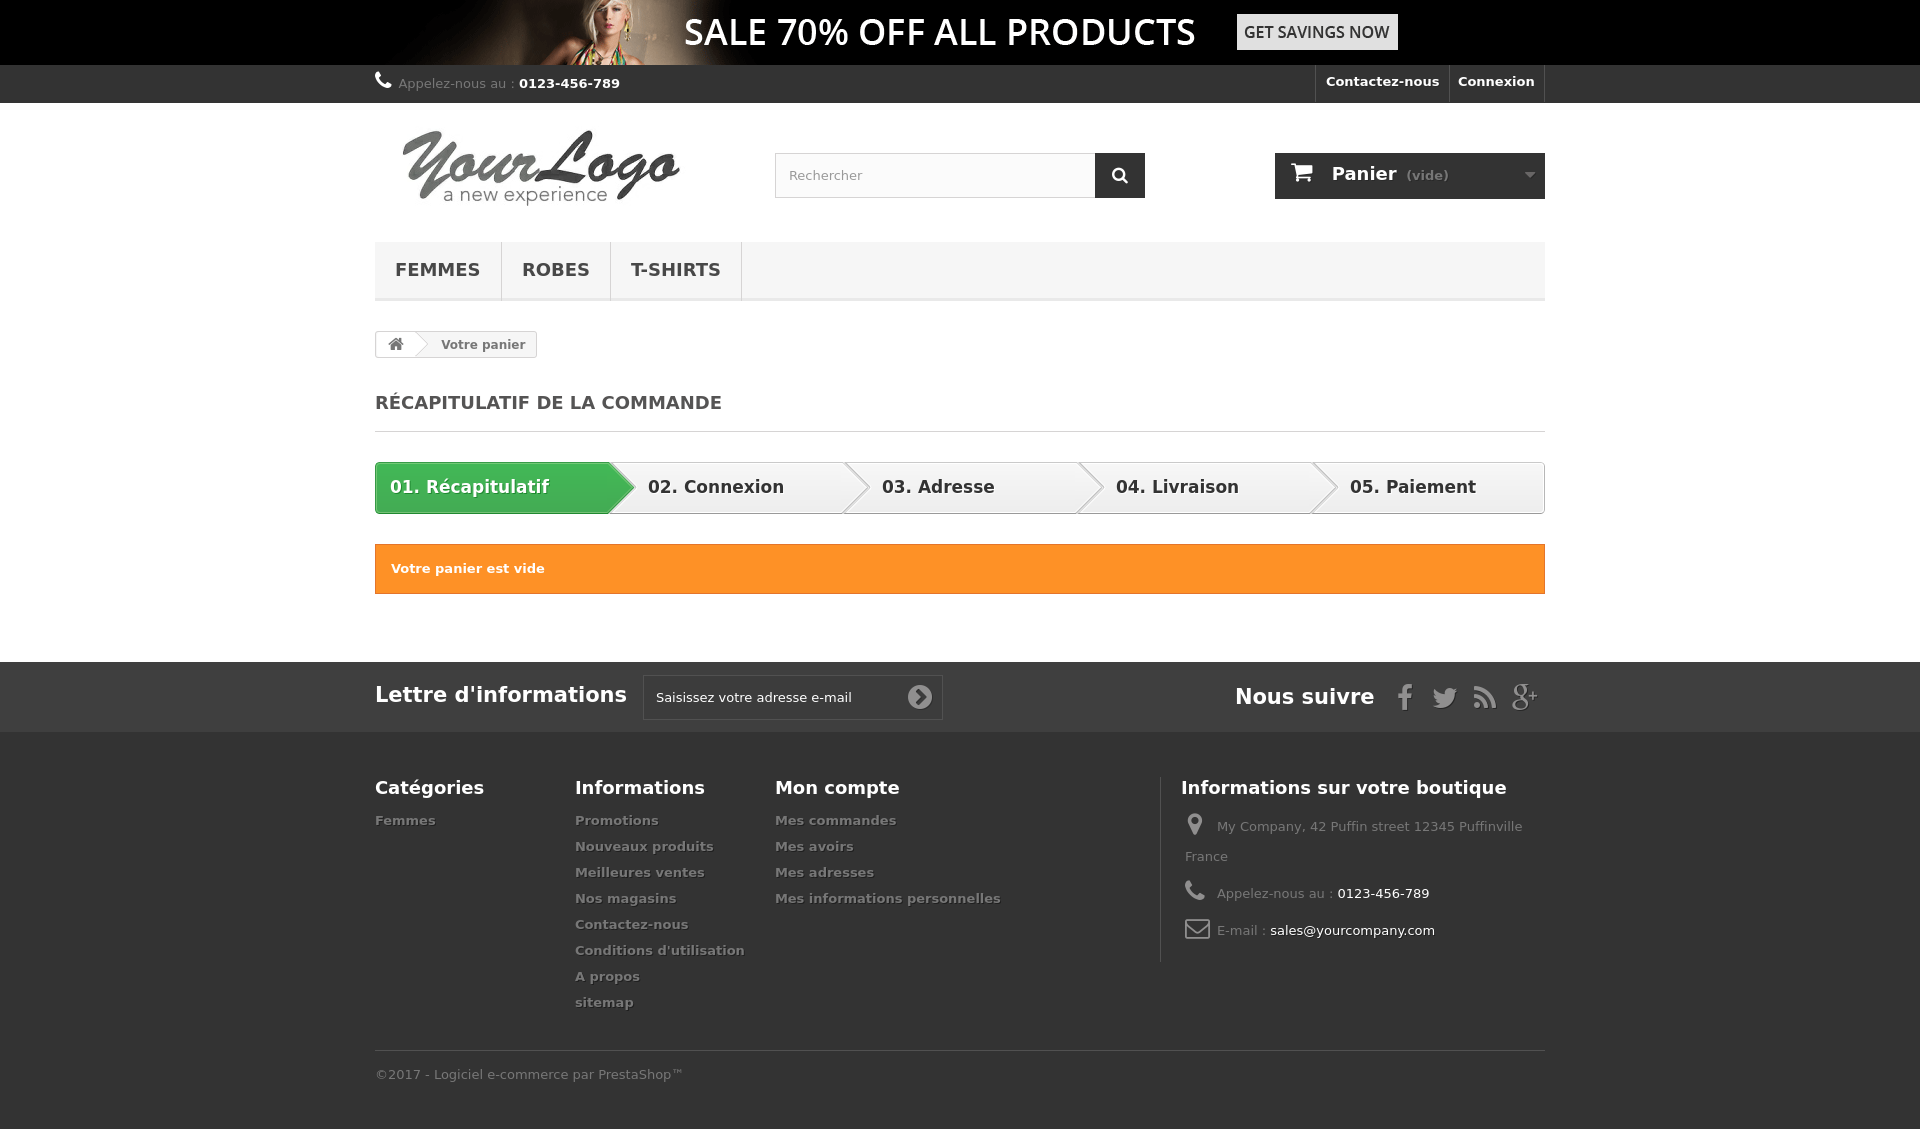 SALE 70% OFF ALL PRODUCTS GET SAVINGS NOW
Appelez-nous au : 0123-456-789 Contactez-nous Connexion
YourLogo
a new experience
Rechercher
Panier (vide)
FEMMES ROBES T-SHIRTS
Votre panier
RÉCAPITULATIF DE LA COMMANDE
01. Récapitulatif 02. Connexion 03. Adresse 04. Livraison 05. Paiement
Votre panier est vide
Lettre d'informations Saisissez votre adresse e-mail Nous suivre
Catégories
Femmes
Informations
Promotions
Nouveaux produits
Meilleures ventes
Nos magasins
Contactez-nous
Conditions d'utilisation
A propos
sitemap
Mon compte
Mes commandes
Mes avoirs
Mes adresses
Mes informations personnelles
Informations sur votre boutique
My Company, 42 Puffin street 12345 Puffinville
France
Appelez-nous au : 0123-456-789
E-mail : sales@yourcompany.com
©2017 - Logiciel e-commerce par PrestaShop™